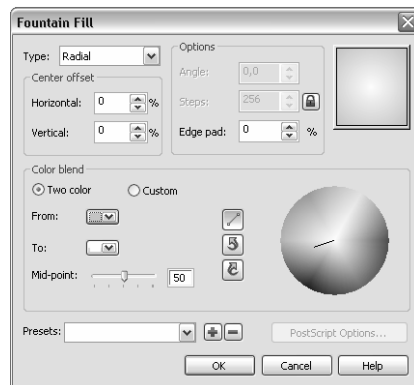 Fountain Fill
Type: Radial
Options
Angle: 0,0
Steps: 256
Edge pad: 0 %
Center offset
Horizontal: 0 %
Vertical: 0 %
Color blend
Two color Custom
From:
To:
Mid-point: 50
Presets:
PostScript Options...
OK Cancel Help